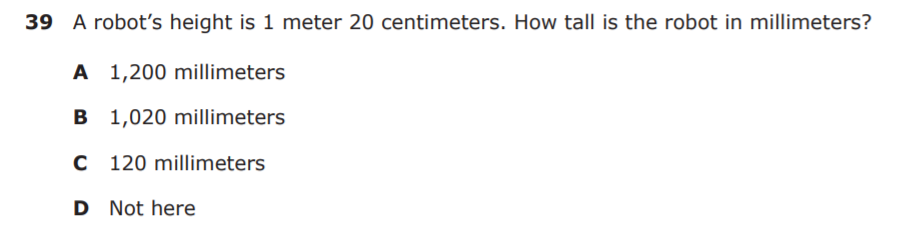 39 A robot’s height is 1 meter 20 centimeters. How tall is the robot in millimeters?
A 1,200 millimeters
B 1,020 millimeters
C 120 millimeters
D Not here